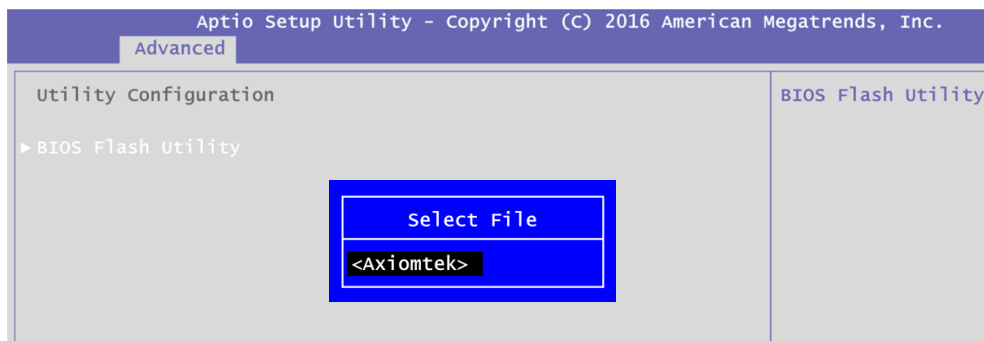 Aptio Setup Utility - Copyright (C) 2016 American Megatrends, Inc.
Advanced
Utility Configuration
BIOS Flash Utility
►BIOS Flash Utility
Select File
<Axiomtek>